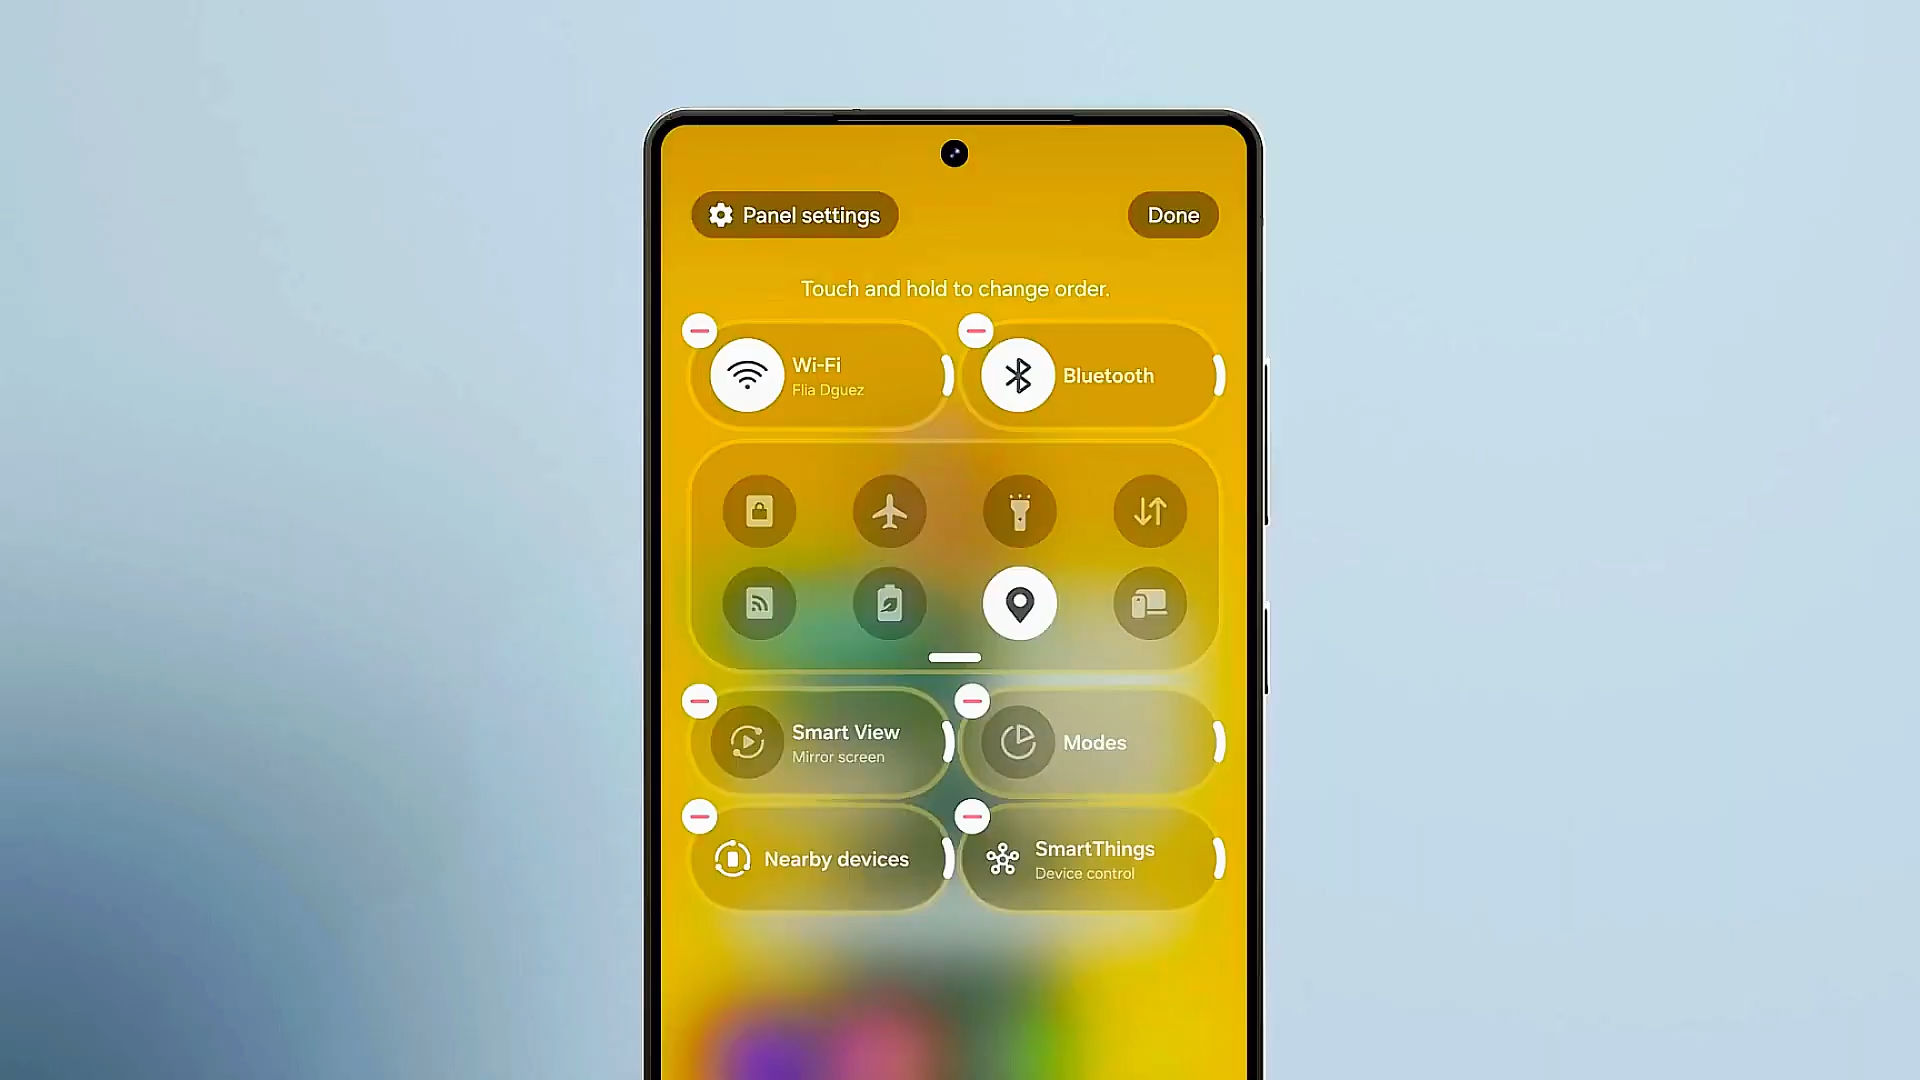 Panel settings
Done
Touch and hold to change order.
Wi-Fi
Flia Dguez
Bluetooth
Smart View
Mirror screen
Modes
Nearby devices
SmartThings
Device control